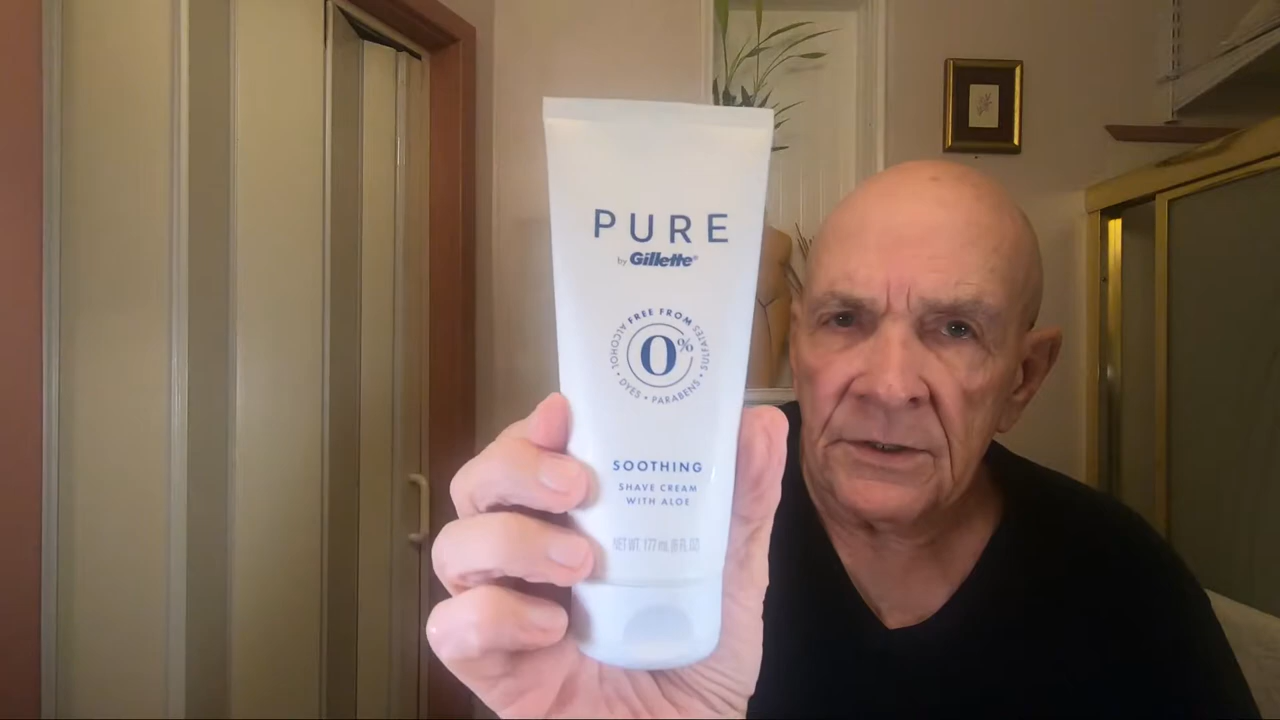 PURE
by Gillette®
FREE FROM
0%
ALCOHOL • DYES • PARABENS • SULFATES
SOOTHING
SHAVE CREAM
WITH ALOE
NET WT. 177 mL (6 FL OZ)